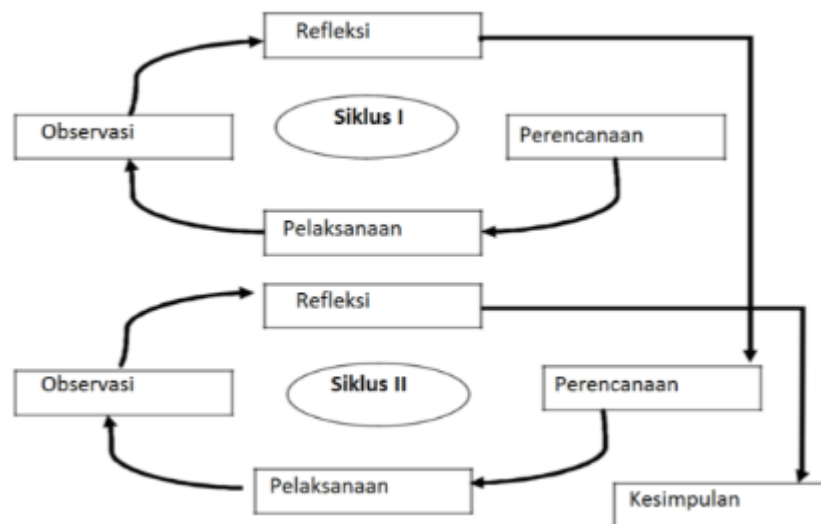 Refleksi
Observasi
Siklus I
Perencanaan
Pelaksanaan
Refleksi
Observasi
Siklus II
Perencanaan
Pelaksanaan
Kesimpulan